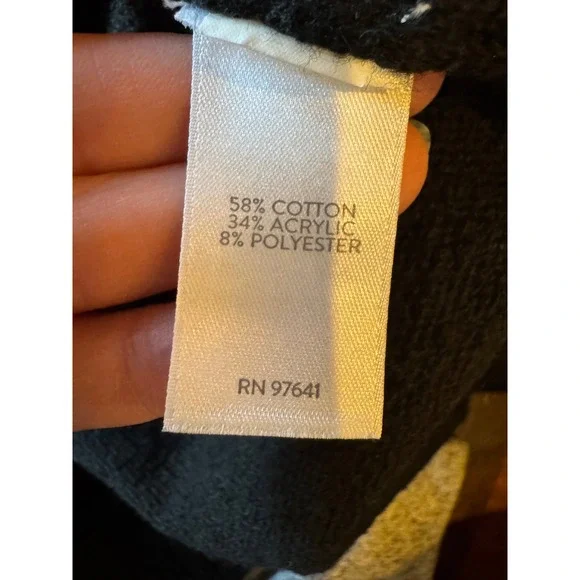 58% COTTON
34% ACRYLIC
8% POLYESTER
RN 97641